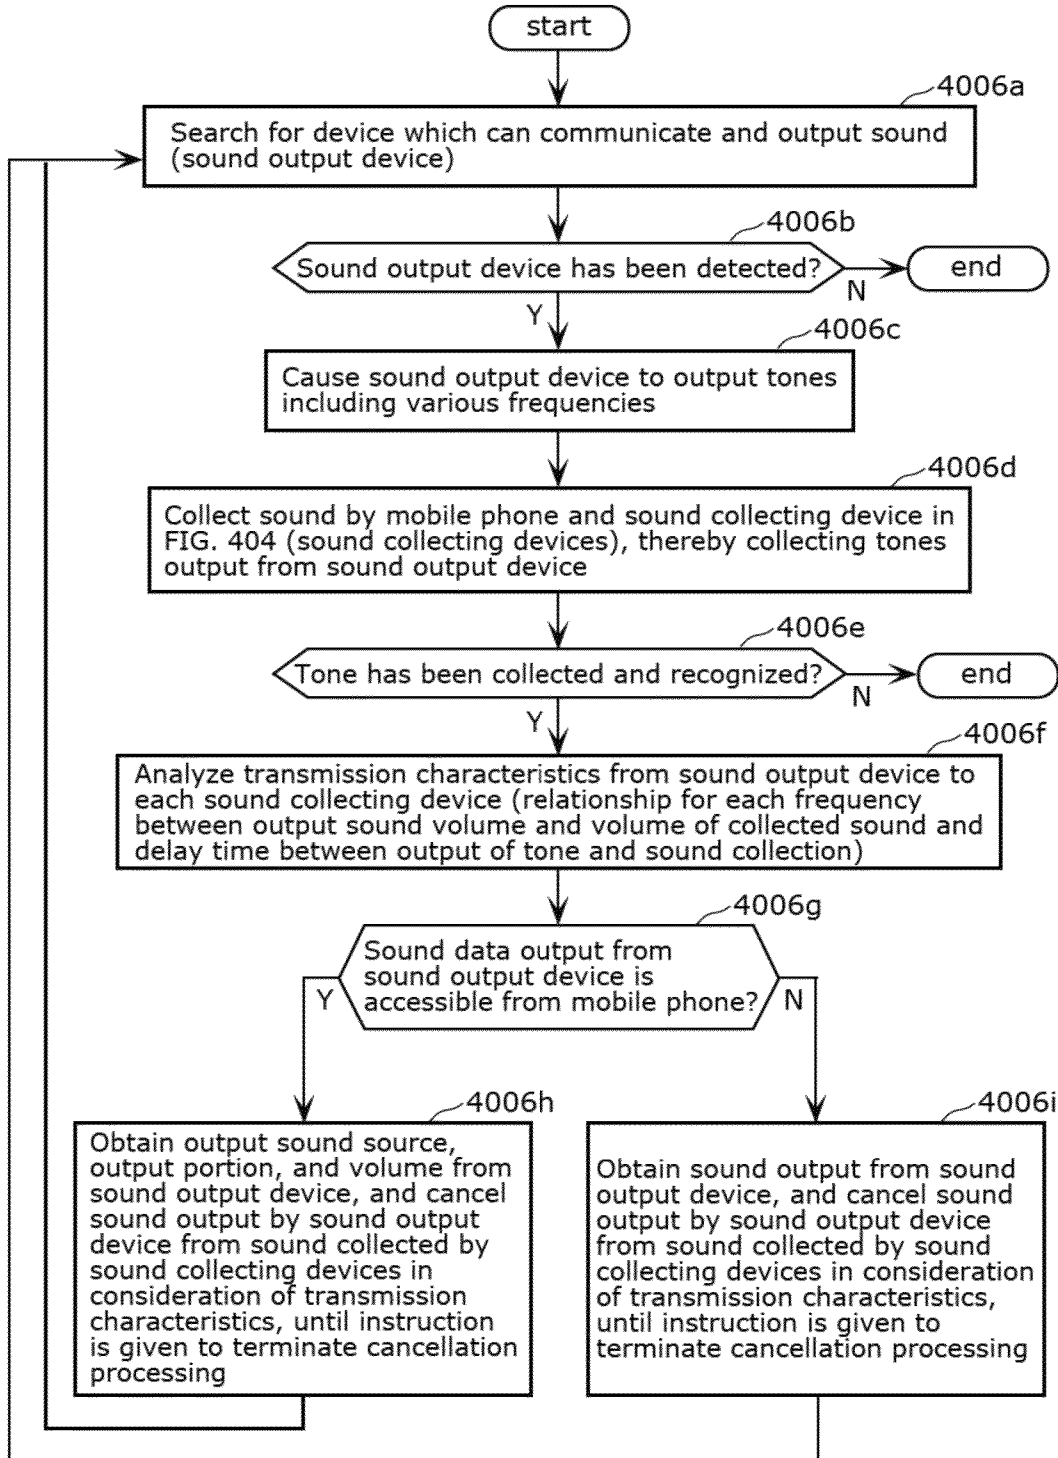 start
4006a
Search for device which can communicate and output sound
(sound output device)
4006b
Sound output device has been detected?
end
N
Y
4006c
Cause sound output device to output tones
including various frequencies
4006d
Collect sound by mobile phone and sound collecting device in
FIG. 404 (sound collecting devices), thereby collecting tones
output from sound output device
4006e
Tone has been collected and recognized?
end
N
Y
4006f
Analyze transmission characteristics from sound output device to
each sound collecting device (relationship for each frequency
between output sound volume and volume of collected sound and
delay time between output of tone and sound collection)
4006g
Sound data output from
sound output device is
accessible from mobile phone?
Y
N
4006h
Obtain output sound source,
output portion, and volume from
sound output device, and cancel
sound output by sound output
device from sound collected by
sound collecting devices in
consideration of transmission
characteristics, until instruction
is given to terminate cancellation
processing
4006i
Obtain sound output from sound
output device, and cancel sound
output by sound output device
from sound collected by sound
collecting devices in consideration
of transmission characteristics,
until instruction is given to
terminate cancellation processing